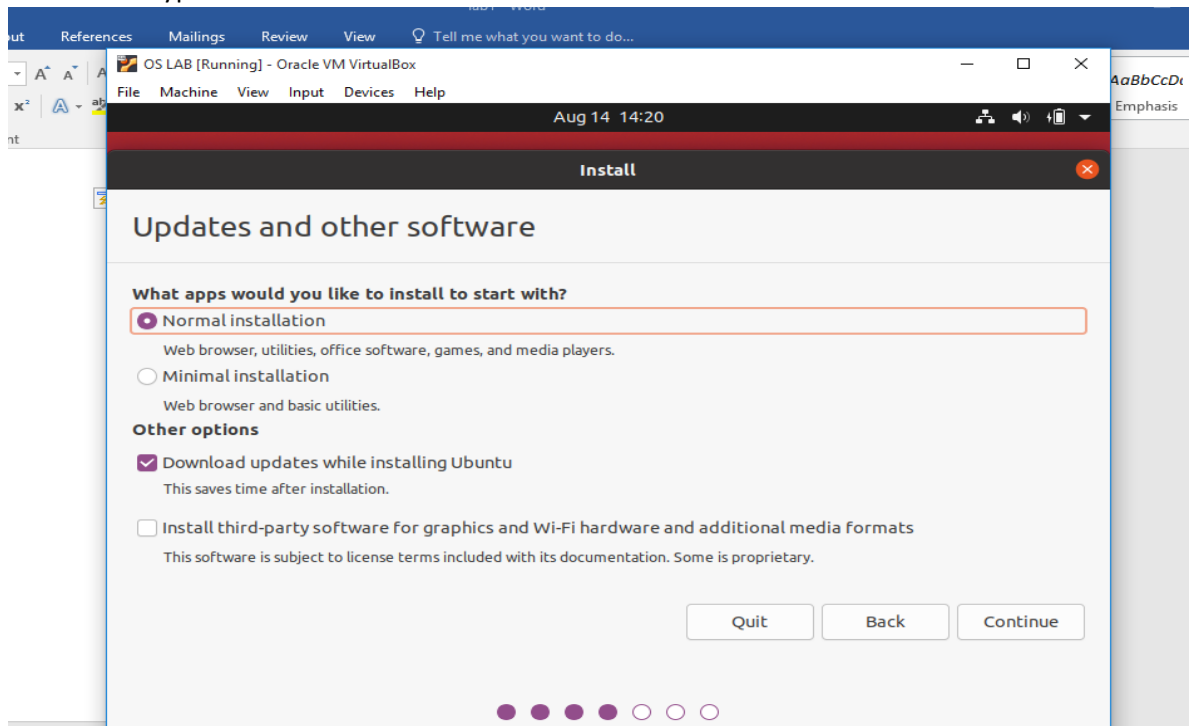 References Mailings Review View Tell me what you want to do...
OS LAB [Running] - Oracle VM VirtualBox
File Machine View Input Devices Help
AaBbCcDc
Emphasis
Aug 14 14:20
Install
Updates and other software
What apps would you like to install to start with?
Normal installation
Web browser, utilities, office software, games, and media players.
Minimal installation
Web browser and basic utilities.
Other options
Download updates while installing Ubuntu
This saves time after installation.
Install third-party software for graphics and Wi-Fi hardware and additional media formats
This software is subject to license terms included with its documentation. Some is proprietary.
Quit Back Continue